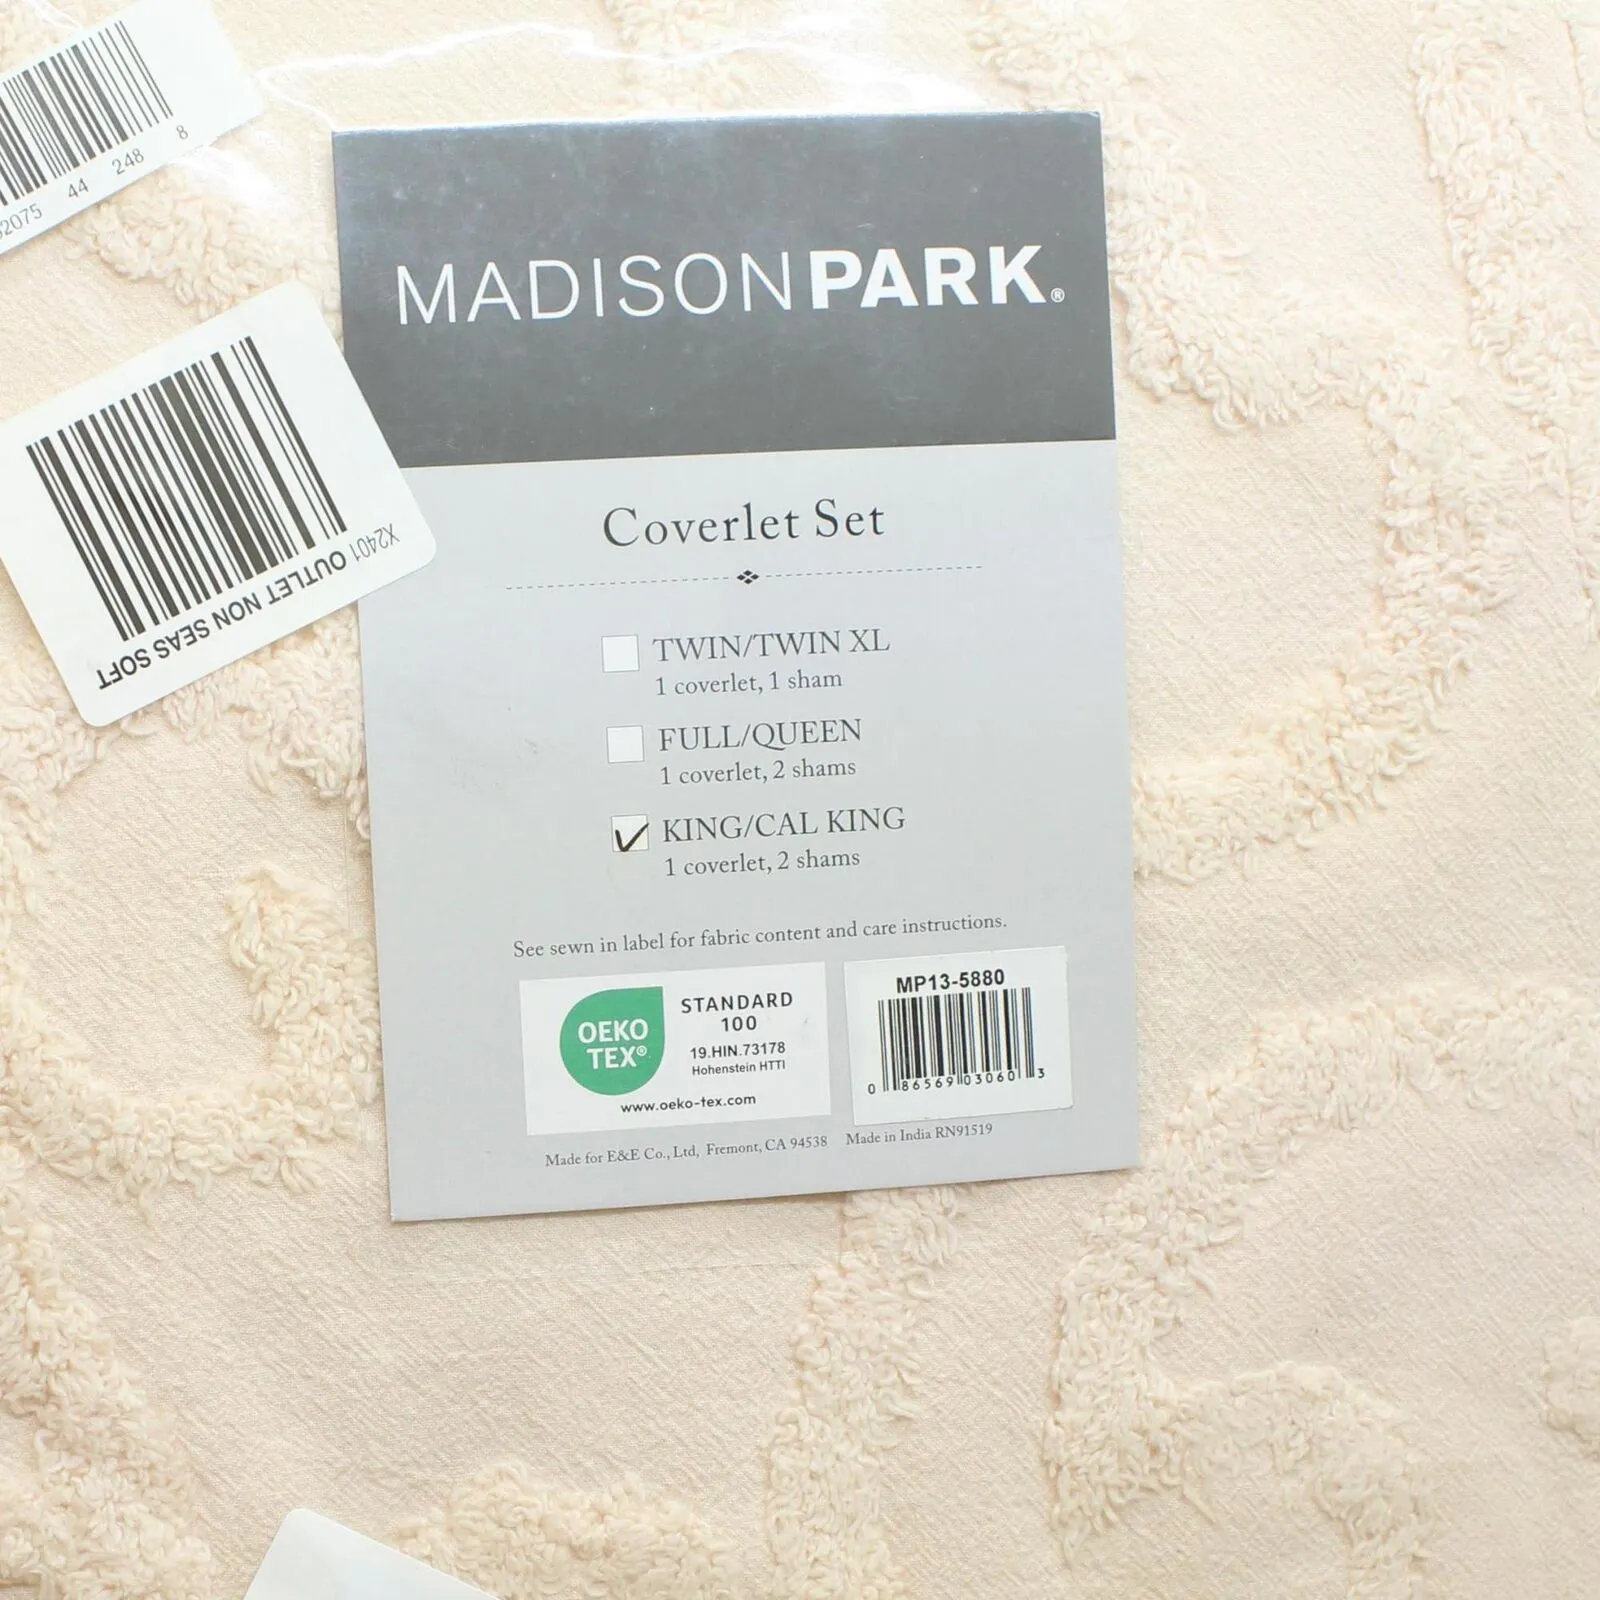 44 248 8
MADISONPARK®
X2401 OUTLET NON SEAS SOFT
Coverlet Set
TWIN/TWIN XL
1 coverlet, 1 sham
FULL/QUEEN
1 coverlet, 2 shams
KING/CAL KING
1 coverlet, 2 shams
See sewn in label for fabric content and care instructions.
OEKO
TEX®
STANDARD
100
19.HIN.73178
Hohenstein HTTI
www.oeko-tex.com
MP13-5880
0 86569 03060 3
Made for E&E Co., Ltd, Fremont, CA 94538 Made in India RN91519